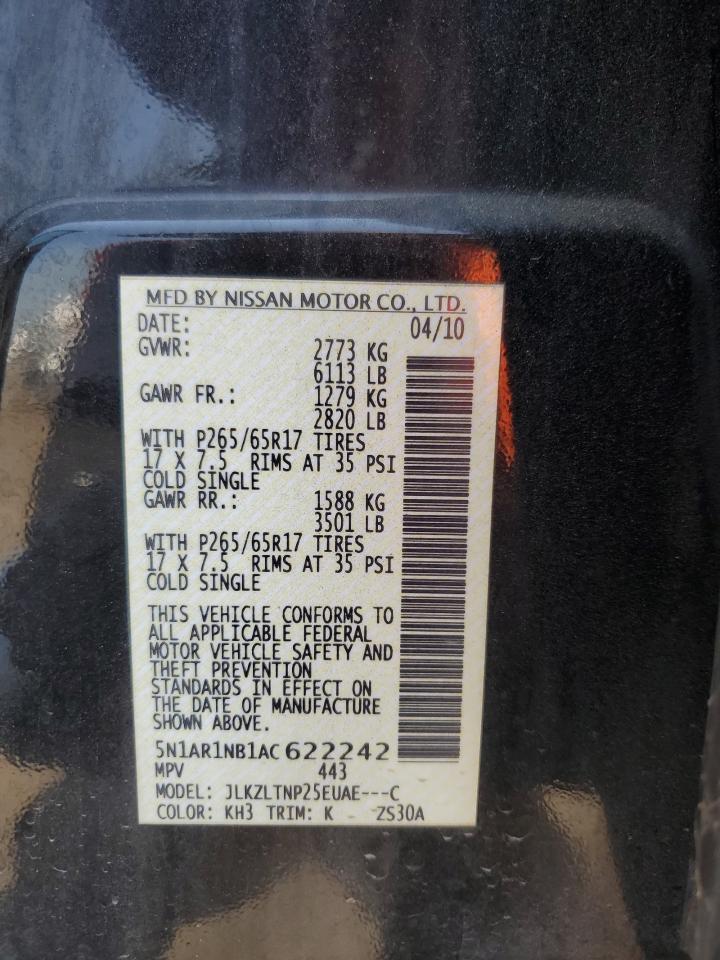 MFD BY NISSAN MOTOR CO., LTD.
DATE: 04/10
GVWR: 2773 KG
6113 LB
GAWR FR.: 1279 KG
2820 LB
WITH P265/65R17 TIRES
17 X 7.5 RIMS AT 35 PSI
COLD SINGLE
GAWR RR.: 1588 KG
3501 LB
WITH P265/65R17 TIRES
17 X 7.5 RIMS AT 35 PSI
COLD SINGLE
THIS VEHICLE CONFORMS TO
ALL APPLICABLE FEDERAL
MOTOR VEHICLE SAFETY AND
THEFT PREVENTION
STANDARDS IN EFFECT ON
THE DATE OF MANUFACTURE
SHOWN ABOVE.
5N1AR1NB1AC622242
MPV 443
MODEL: JLKZLTNP25EUAE---C
COLOR: KH3 TRIM: K ZS30A